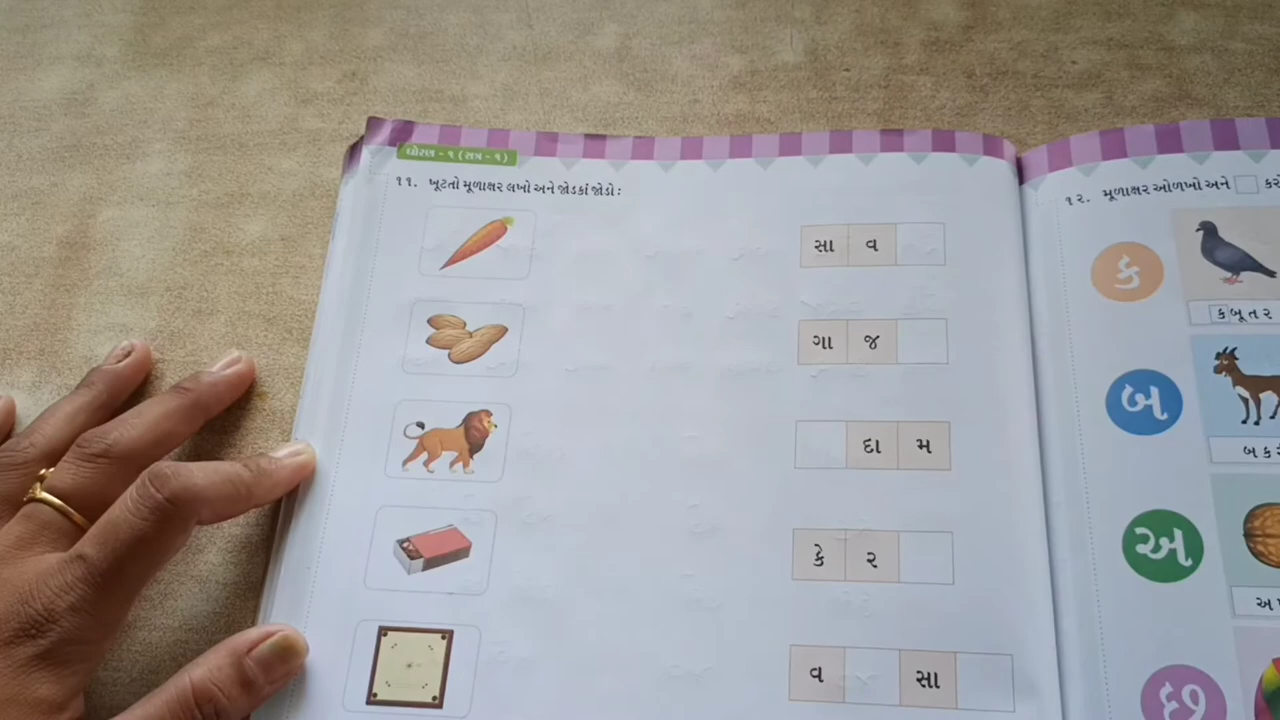 ધોરણ - ૧ ( સત્ર - ૧ )
૧૧. ખૂટતો મૂળાક્ષર લખો અને જોડકાં જોડો :
સા વ
ગા જ
દા મ
કે ર
વ સા
૧૨. મૂળાક્ષર ઓળખો અને
ક
કબૂતર
બ
અ